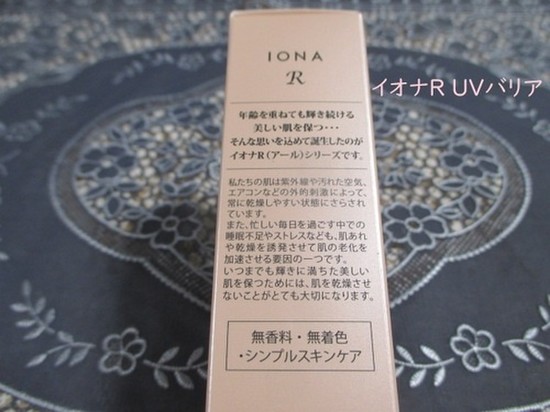 IONA
R
イオナR UVバリア
年齢を重ねても輝き続ける
美しい肌を保つ・・・
そんな思いを込めて誕生したのが
イオナR（アール）シリーズです。
私たちの肌は紫外線や汚れた空気、
エアコンなどの外的刺激によって、
常に乾燥しやすい状態にさらされ
ています。
また、忙しい毎日を過ごす中での
睡眠不足やストレスなども、肌あれ
や乾燥を誘発させて肌の老化を
加速させる要因の一つです。
いつまでも輝きに満ちた美しい
肌を保つためには、肌を乾燥させ
ないことがとても大切になります。
無香料・無着色
・シンプルスキンケア